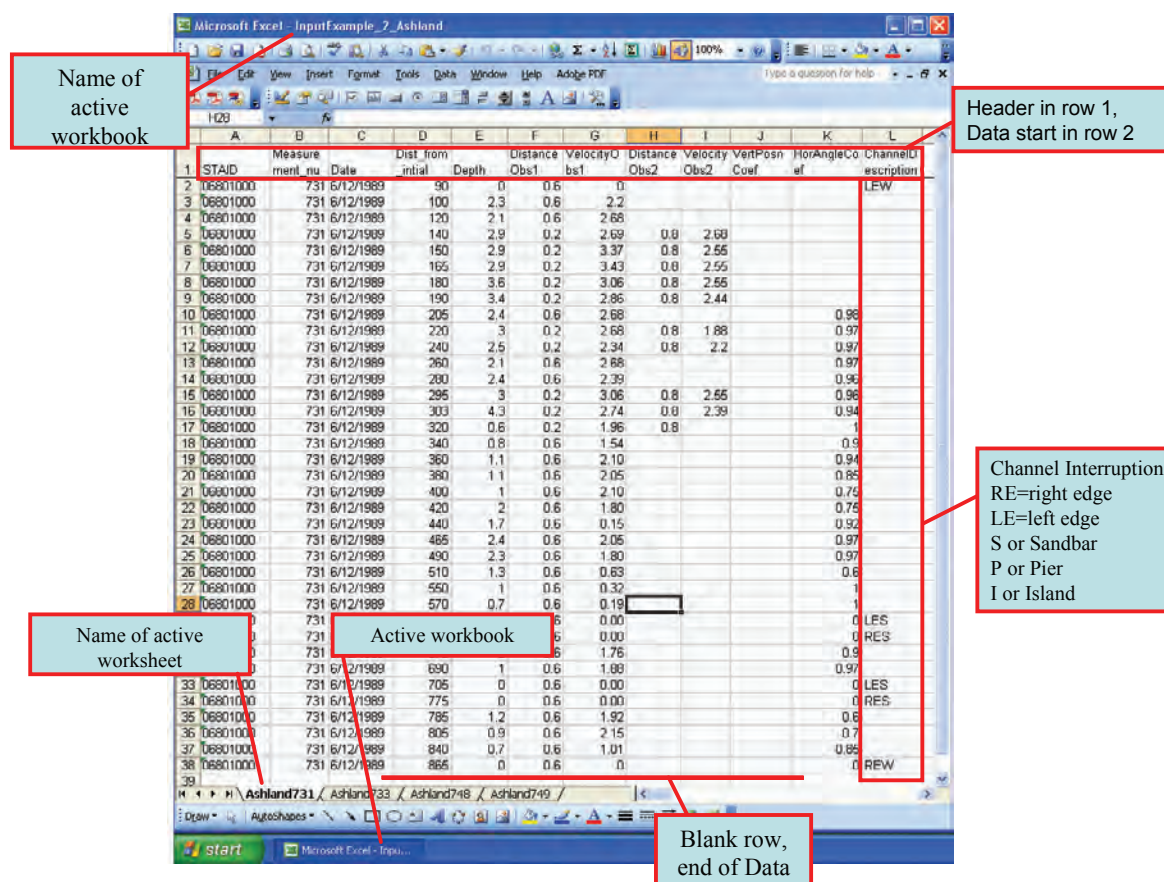 Microsoft Excel - InputExample_2_Ashland
100%
File Edit View Insert Format Tools Data Window Help Adobe PDF Type a question for help
H28 fx
A B C D E F G H I J K L
Measure Dist_from Distance VelocityO Distance Velocity VertPosn HorAngleCo ChannelD
1 STAID ment_nu Date _intial Depth Obs1 bs1 Obs2 Obs2 Coef ef escription
2 06801000 731 6/12/1989 90 0 0.6 0 LEW
3 06801000 731 6/12/1989 100 2.3 0.6 2.2
4 06801000 731 6/12/1989 120 2.1 0.6 2.68
5 06801000 731 6/12/1989 140 2.9 0.2 2.69 0.8 2.68
6 06801000 731 6/12/1989 150 2.9 0.2 3.37 0.8 2.55
7 06801000 731 6/12/1989 165 2.9 0.2 3.43 0.8 2.55
8 06801000 731 6/12/1989 180 3.6 0.2 3.06 0.8 2.55
9 06801000 731 6/12/1989 190 3.4 0.2 2.86 0.8 2.44
10 06801000 731 6/12/1989 205 2.4 0.6 2.68 0.98
11 06801000 731 6/12/1989 220 3 0.2 2.68 0.8 1.88 0.97
12 06801000 731 6/12/1989 240 2.5 0.2 2.34 0.8 2.2 0.97
13 06801000 731 6/12/1989 260 2.1 0.6 2.68 0.97
14 06801000 731 6/12/1989 280 2.4 0.6 2.39 0.96
15 06801000 731 6/12/1989 295 3 0.2 3.06 0.8 2.55 0.96
16 06801000 731 6/12/1989 303 4.3 0.2 2.74 0.8 2.39 0.94
17 06801000 731 6/12/1989 320 0.6 0.2 1.96 0.8 1
18 06801000 731 6/12/1989 340 0.8 0.6 1.54 0.9
19 06801000 731 6/12/1989 360 1.1 0.6 2.10 0.94
20 06801000 731 6/12/1989 380 1.1 0.6 2.05 0.85
21 06801000 731 6/12/1989 400 1 0.6 2.10 0.75
22 06801000 731 6/12/1989 420 2 0.6 1.80 0.75
23 06801000 731 6/12/1989 440 1.7 0.6 0.15 0.92
24 06801000 731 6/12/1989 465 2.4 0.6 2.05 0.97
25 06801000 731 6/12/1989 490 2.3 0.6 1.80 0.97
26 06801000 731 6/12/1989 510 1.3 0.6 0.63 0.6
27 06801000 731 6/12/1989 550 1 0.6 0.32 1
28 06801000 731 6/12/1989 570 0.7 0.6 0.19 1
731 0.00 0 LES
731 0.00 0 RES
731 1.76 0.9
731 6/12/1989 690 1 0.6 1.88 0.97
33 06801000 731 6/12/1989 705 0 0.6 0.00 0 LES
34 06801000 731 6/12/1989 775 0 0.6 0.00 0 RES
35 06801000 731 6/12/1989 785 1.2 0.6 1.92 0.6
36 06801000 731 6/12/1989 805 0.9 0.6 2.15 0.7
37 06801000 731 6/12/1989 840 0.7 0.6 1.01 0.85
38 06801000 731 6/12/1989 865 0 0.6 0 0 REW
39
Ashland731 / Ashland733 / Ashland748 / Ashland749 /
Draw AutoShapes
start Microsoft Excel - Inpu...
Name of
active
workbook
Header in row 1,
Data start in row 2
Channel Interruption
RE=right edge
LE=left edge
S or Sandbar
P or Pier
I or Island
Name of active
worksheet
Active workbook
Blank row,
end of Data